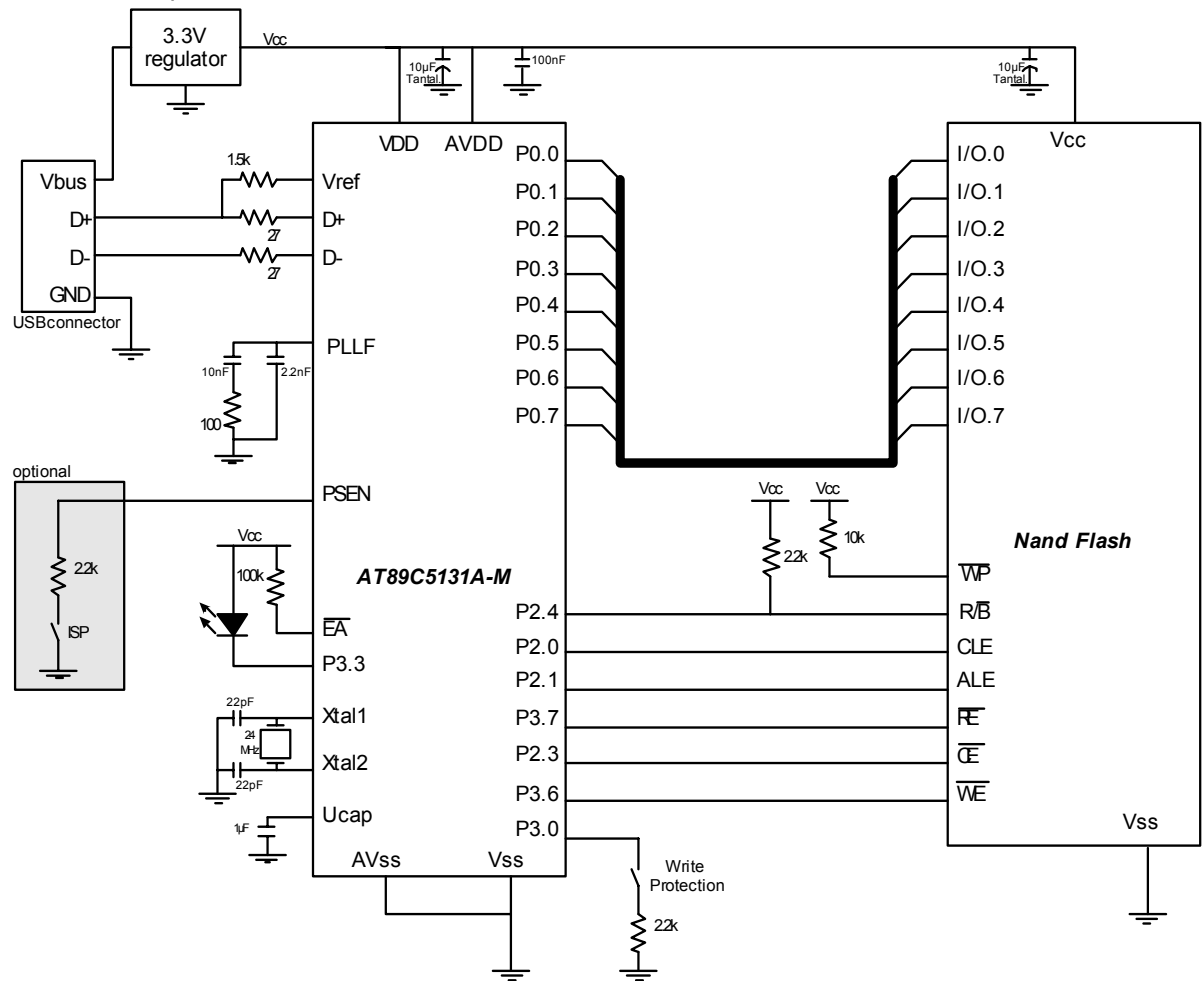 3.3V
regulator
Vcc
10µF
Tantal.
100nF
10µF
Tantal.
Vbus
D+
D-
GND
USBconnector
1.5k
27
27
VDD
AVDD
Vref
D+
D-
PLLF
10nF
2.2nF
100
optional
2.2k
ISP
PSEN
Vcc
100k
EA
P3.3
22pF
24
MHz
22pF
Xtal1
Xtal2
1µF
Ucap
AVss
Vss
AT89C5131A-M
P0.0
P0.1
P0.2
P0.3
P0.4
P0.5
P0.6
P0.7
P2.4
P2.0
P2.1
P3.7
P2.3
P3.6
P3.0
Write
Protection
2.2k
Vcc
2.2k
Vcc
10k
Vcc
I/O.0
I/O.1
I/O.2
I/O.3
I/O.4
I/O.5
I/O.6
I/O.7
Nand Flash
WP
R/B
CLE
ALE
RE
CE
WE
Vss